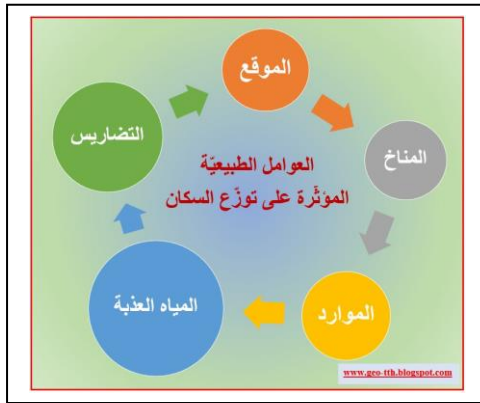 الموقع
المناخ
الموارد
المياه العذبة
التضاريس
العوامل الطبيعيّة
المؤثّرة على توزّع السكان
www.geo-tth.blogspot.com